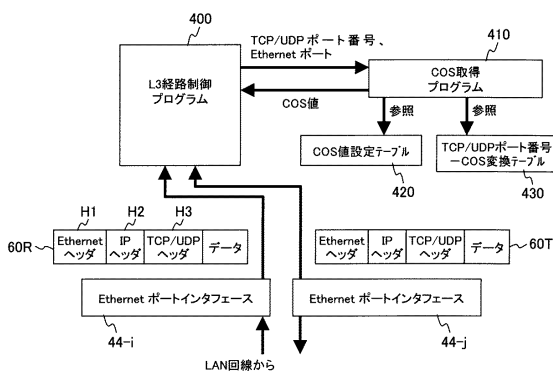 400
L3経路制御
プログラム
TCP/UDP ポート番号、
Ethernet ポート
COS値
410
COS取得
プログラム
参照
参照
COS値設定テーブル
420
TCP/UDPポート番号
－COS変換テーブル
430
H1
H2
H3
60R
Ethernet
ヘッダ
IP
ヘッダ
TCP/UDP
ヘッダ
データ
Ethernet
ヘッダ
IP
ヘッダ
TCP/UDP
ヘッダ
データ
60T
Ethernet ポートインタフェース
Ethernet ポートインタフェース
44-i
44-j
LAN回線から